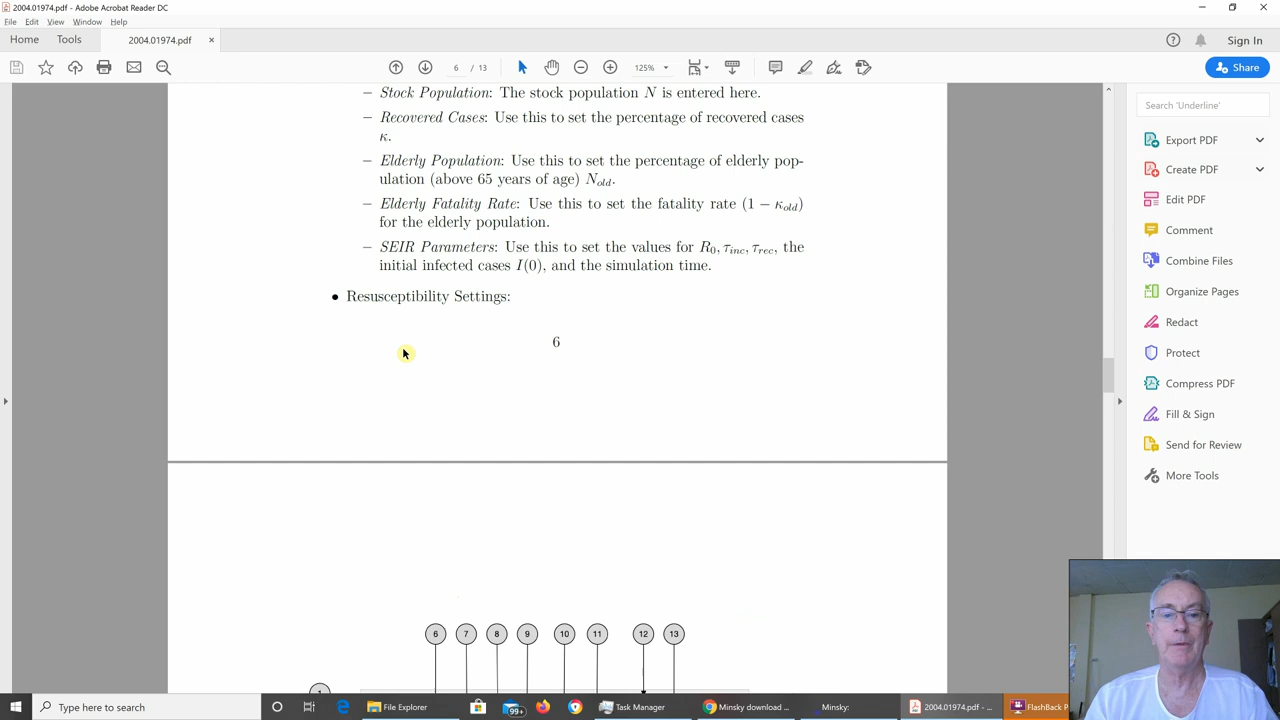 2004.01974.pdf - Adobe Acrobat Reader DC
File Edit View Window Help
Home Tools 2004.01974.pdf × Sign In
6 / 13 125% Share
– Stock Population: The stock population N is entered here.
– Recovered Cases: Use this to set the percentage of recovered cases
κ.
– Elderly Population: Use this to set the percentage of elderly pop-
ulation (above 65 years of age) N_old.
– Elderly Fatality Rate: Use this to set the fatality rate (1 − κ_old)
for the elderly population.
– SEIR Parameters: Use this to set the values for R_0, τ_inc, τ_rec, the
initial infected cases I(0), and the simulation time.
• Resusceptibility Settings:
6
6 7 8 9 10 11 12 13
1
Search 'Underline'
Export PDF
Create PDF
Edit PDF
Comment
Combine Files
Organize Pages
Redact
Protect
Compress PDF
Fill & Sign
Send for Review
More Tools
Type here to search 99+ File Explorer Task Manager Minsky download ... Minsky: 2004.01974.pdf - ... FlashBack P